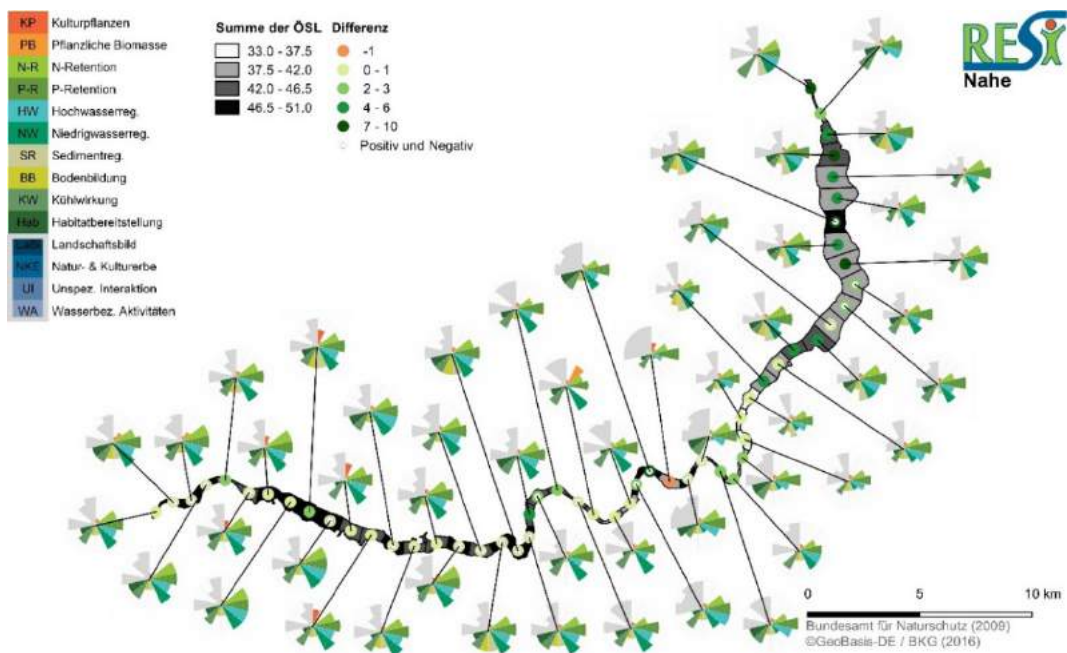 KP Kulturpflanzen
PB Pflanzliche Biomasse
N-R N-Retention
P-R P-Retention
HW Hochwasserreg.
NW Niedrigwasserreg.
SR Sedimentreg.
BB Bodenbildung
KW Kühlwirkung
Hab Habitatbereitstellung
Landschaftsbild
NKE Natur- & Kulturerbe
UI Unspez. Interaktion
WA Wasserbez. Aktivitäten
Summe der ÖSL
33.0 - 37.5
37.5 - 42.0
42.0 - 46.5
46.5 - 51.0
Differenz
-1
0 - 1
2 - 3
4 - 6
7 - 10
Positiv und Negativ
RESI
Nahe
0 5 10 km
Bundesamt für Naturschutz (2009)
©GeoBasis-DE / BKG (2016)